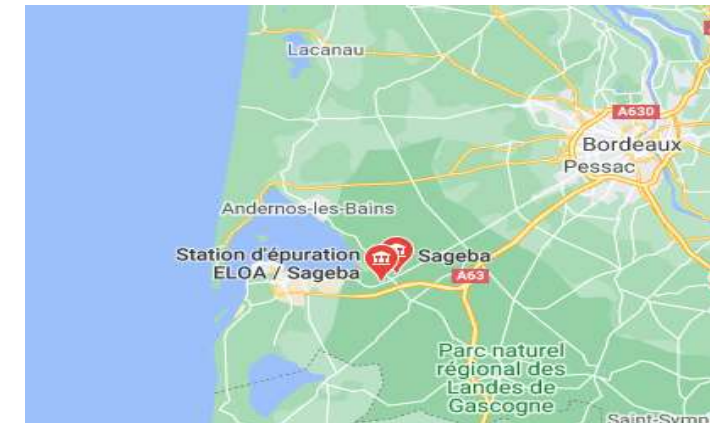 Lacanau
A630
Bordeaux
Pessac
Andernos-les-Bains
Station d'épuration
ELOA / Sageba
Sageba
A63
Parc naturel
régional des
Landes de
Gascogne
Saint-Symp